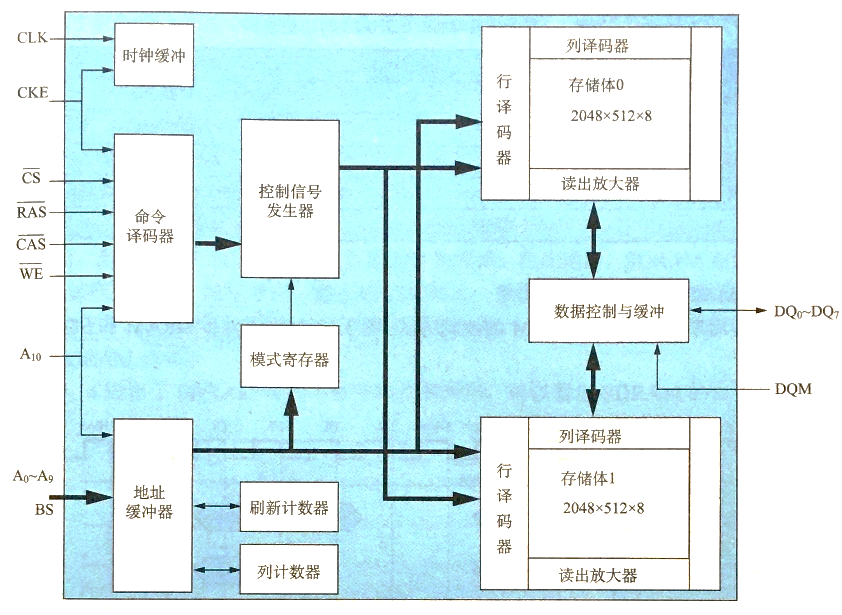 CLK
时钟缓冲
CKE
CS
RAS
CAS
WE
A10
命令
译码器
控制信号
发生器
模式寄存器
A0~A9
BS
地址
缓冲器
刷新计数器
列计数器
列译码器
行
译
码
器
存储体0
2048×512×8
读出放大器
数据控制与缓冲
DQ0~DQ7
DQM
列译码器
行
译
码
器
存储体1
2048×512×8
读出放大器